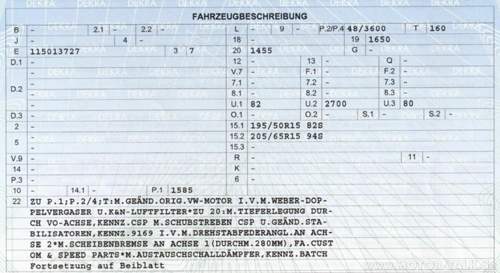 FAHRZEUGBESCHREIBUNG
B - 2.1 - 2.2 - L - 9 - P.2/P.4 48/3600 T 160
J - 4 - 18 - 19 1650
E 115013727 3 7 20 1455 G -
D.1 - 12 - 13 - Q -
- V.7 - F.1 - F.2 -
D.2 - 7.1 - 7.2 - 7.3 -
- 8.1 - 8.2 - 8.3 -
- U.1 82 U.2 2700 U.3 80
D.3 - O.1 - O.2 - S.1 - S.2 -
2 - 15.1 195/50R15 82S
15.2 205/65R15 94S
5 - 15.3 -
V.9 - R - 11 -
14 - K -
P.3 - 6 -
10 - 14.1 - P.1 1585
22 ZU P.1;P.2/4;T:M.GEÄND.ORIG.VW-MOTOR I.V.M.WEBER-DOP-
PELVERGASER U.K&N-LUFTFILTER*ZU 20:M.TIEFERLEGUNG DUR-
CH VO-ACHSE,KENNZ.CSP M.SCHUBSTREBEN CSP U.GEÄND.STA-
BILISATOREN,KENNZ.9169 I.V.M.DREHSTABFEDERANGL.AN ACH-
SE 2*M.SCHEIBENBREMSE AN ACHSE 1(DURCHM.280MM),FA.CUST
OM & SPEED PARTS*M.AUSTAUSCHSCHALLDÄMPFER,KENNZ.BATCH
Fortsetzung auf Beiblatt